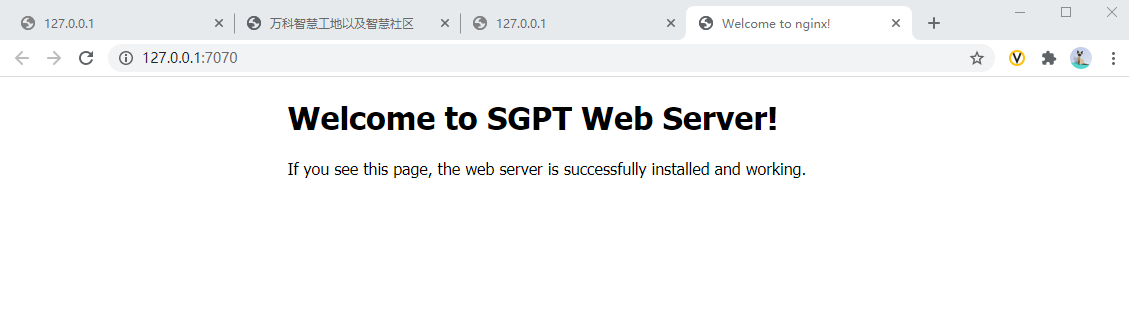 127.0.0.1
万科智慧工地以及智慧社区
127.0.0.1
Welcome to nginx!
127.0.0.1:7070
Welcome to SGPT Web Server!
If you see this page, the web server is successfully installed and working.